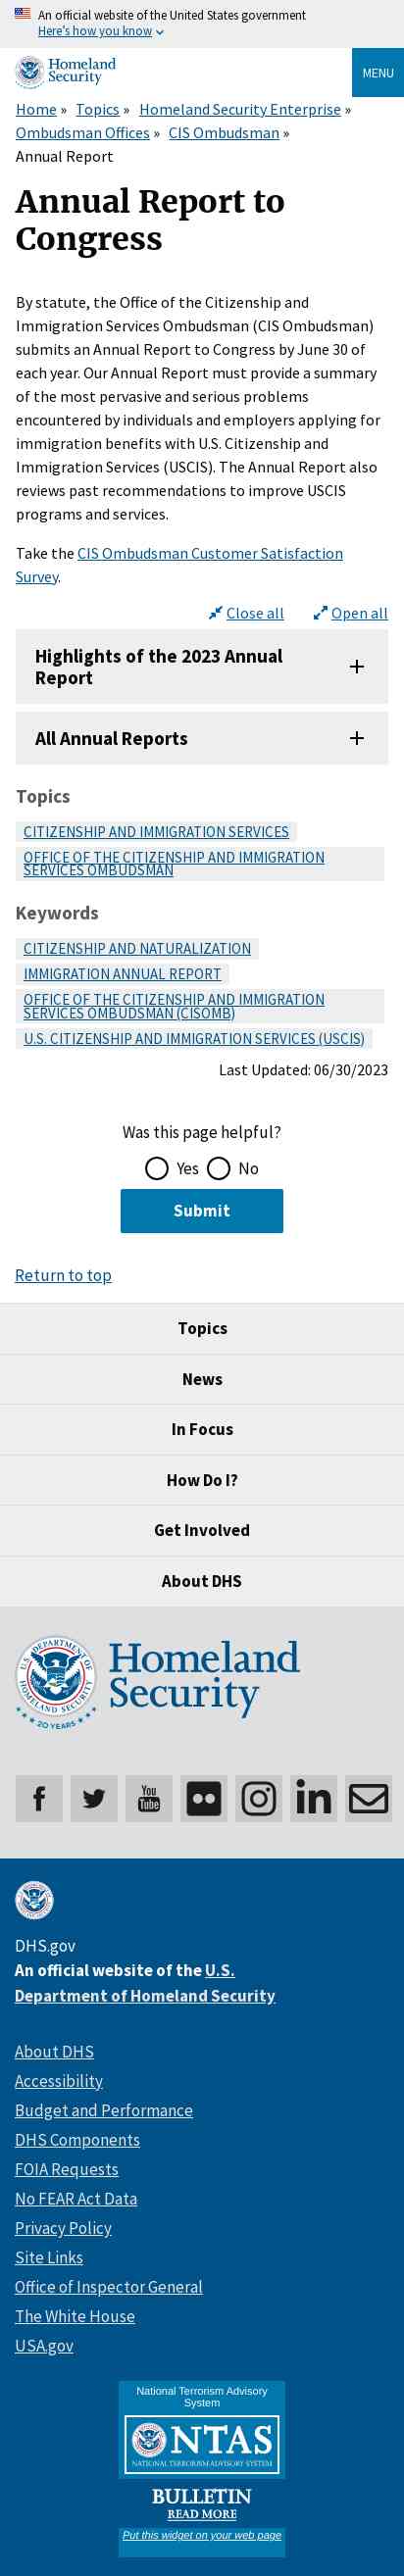 An official website of the United States government
Here's how you know
Homeland
Security
MENU
Home » Topics » Homeland Security Enterprise »
Ombudsman Offices » CIS Ombudsman »
Annual Report
Annual Report to
Congress
By statute, the Office of the Citizenship and
Immigration Services Ombudsman (CIS Ombudsman)
submits an Annual Report to Congress by June 30 of
each year. Our Annual Report must provide a summary
of the most pervasive and serious problems
encountered by individuals and employers applying for
immigration benefits with U.S. Citizenship and
Immigration Services (USCIS). The Annual Report also
reviews past recommendations to improve USCIS
programs and services.
Take the CIS Ombudsman Customer Satisfaction
Survey.
Close all Open all
Highlights of the 2023 Annual
Report
All Annual Reports
Topics
CITIZENSHIP AND IMMIGRATION SERVICES
OFFICE OF THE CITIZENSHIP AND IMMIGRATION
SERVICES OMBUDSMAN
Keywords
CITIZENSHIP AND NATURALIZATION
IMMIGRATION ANNUAL REPORT
OFFICE OF THE CITIZENSHIP AND IMMIGRATION
SERVICES OMBUDSMAN (CISOMB)
U.S. CITIZENSHIP AND IMMIGRATION SERVICES (USCIS)
Last Updated: 06/30/2023
Was this page helpful?
Yes No
Submit
Return to top
Topics
News
In Focus
How Do I?
Get Involved
About DHS
U.S. DEPARTMENT OF
HOMELAND SECURITY
20 YEARS
Homeland
Security
You
Tube
DHS.gov
An official website of the U.S.
Department of Homeland Security
About DHS
Accessibility
Budget and Performance
DHS Components
FOIA Requests
No FEAR Act Data
Privacy Policy
Site Links
Office of Inspector General
The White House
USA.gov
National Terrorism Advisory
System
NTAS
NATIONAL TERRORISM ADVISORY SYSTEM
BULLETIN
READ MORE
Put this widget on your web page